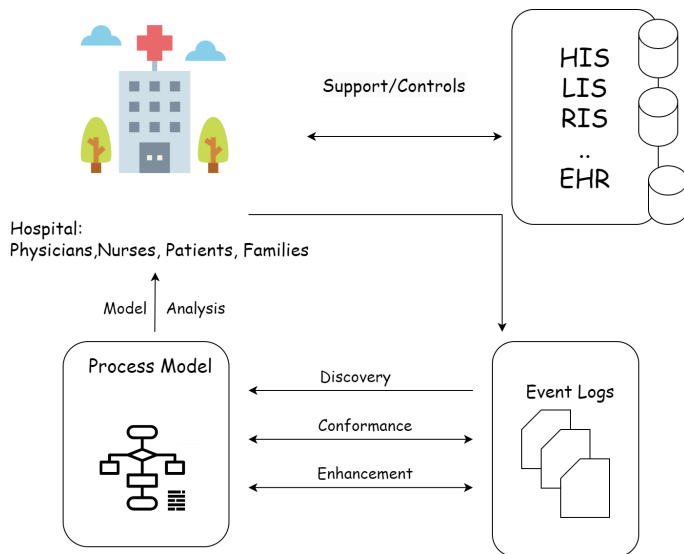 HIS
LIS
RIS
..
EHR
Support/Controls
Hospital:
Physicians,Nurses, Patients, Families
Model Analysis
Process Model
Discovery
Conformance
Enhancement
Event Logs